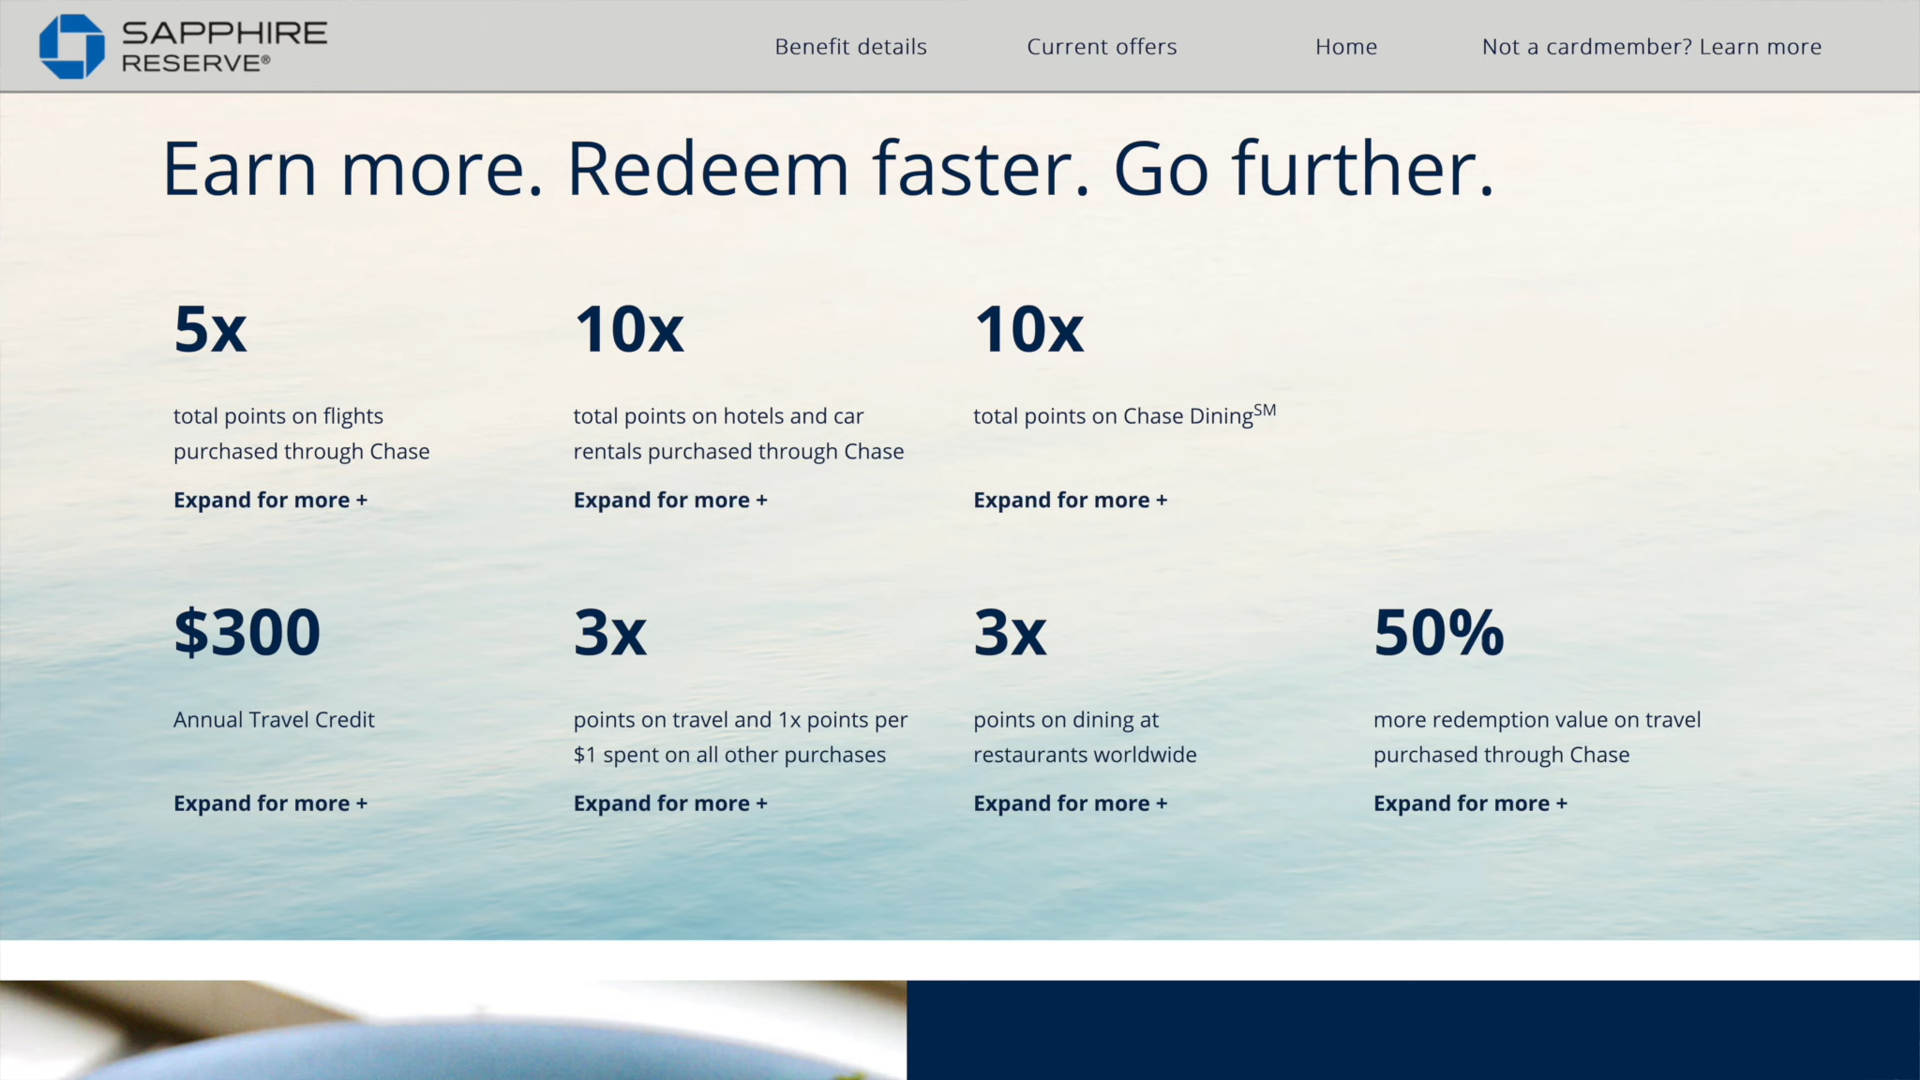 SAPPHIRE
RESERVE®
Benefit details
Current offers
Home
Not a cardmember? Learn more
Earn more. Redeem faster. Go further.
5x
total points on flights
purchased through Chase
Expand for more +
10x
total points on hotels and car
rentals purchased through Chase
Expand for more +
10x
total points on Chase Dining℠
Expand for more +
$300
Annual Travel Credit
Expand for more +
3x
points on travel and 1x points per
$1 spent on all other purchases
Expand for more +
3x
points on dining at
restaurants worldwide
Expand for more +
50%
more redemption value on travel
purchased through Chase
Expand for more +